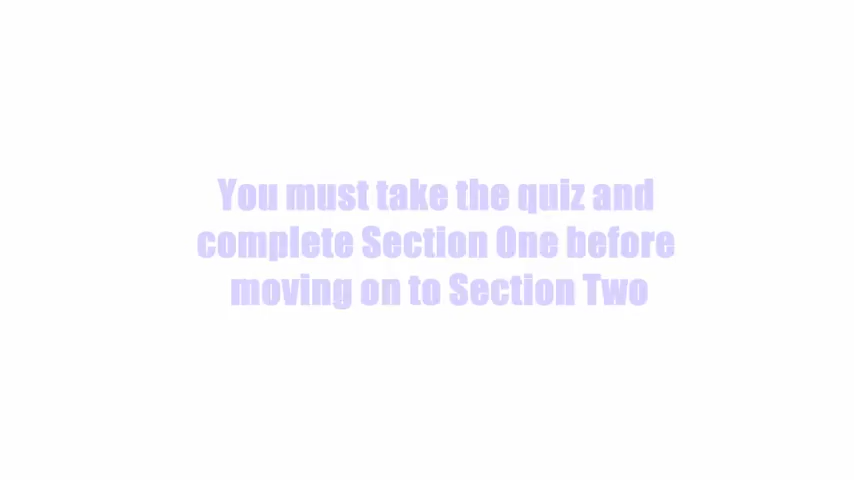 You must take the quiz and
complete Section One before
moving on to Section Two